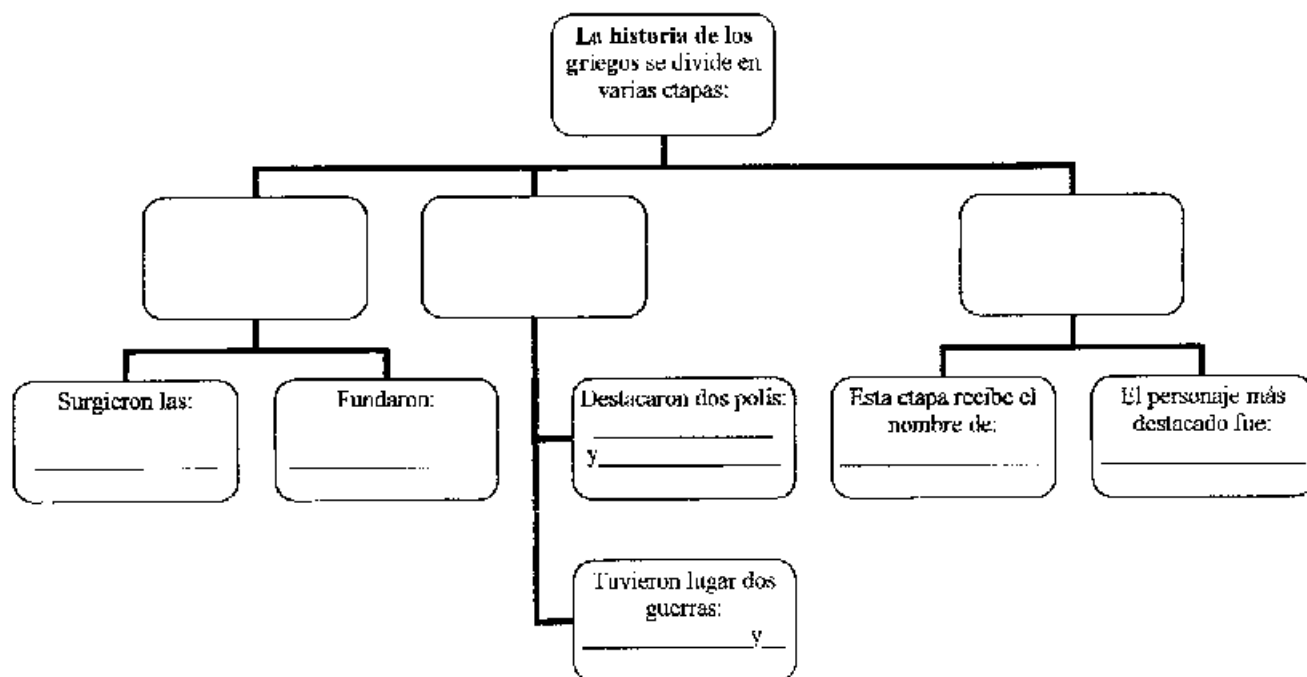 La historia de los
griegos se divide en
varias etapas:
Surgieron las:
Fundaron:
Destacaron dos polis:
y
Esta etapa recibe el
nombre de:
El personaje más
destacado fue:
Tuvieron lugar dos
guerras:
y